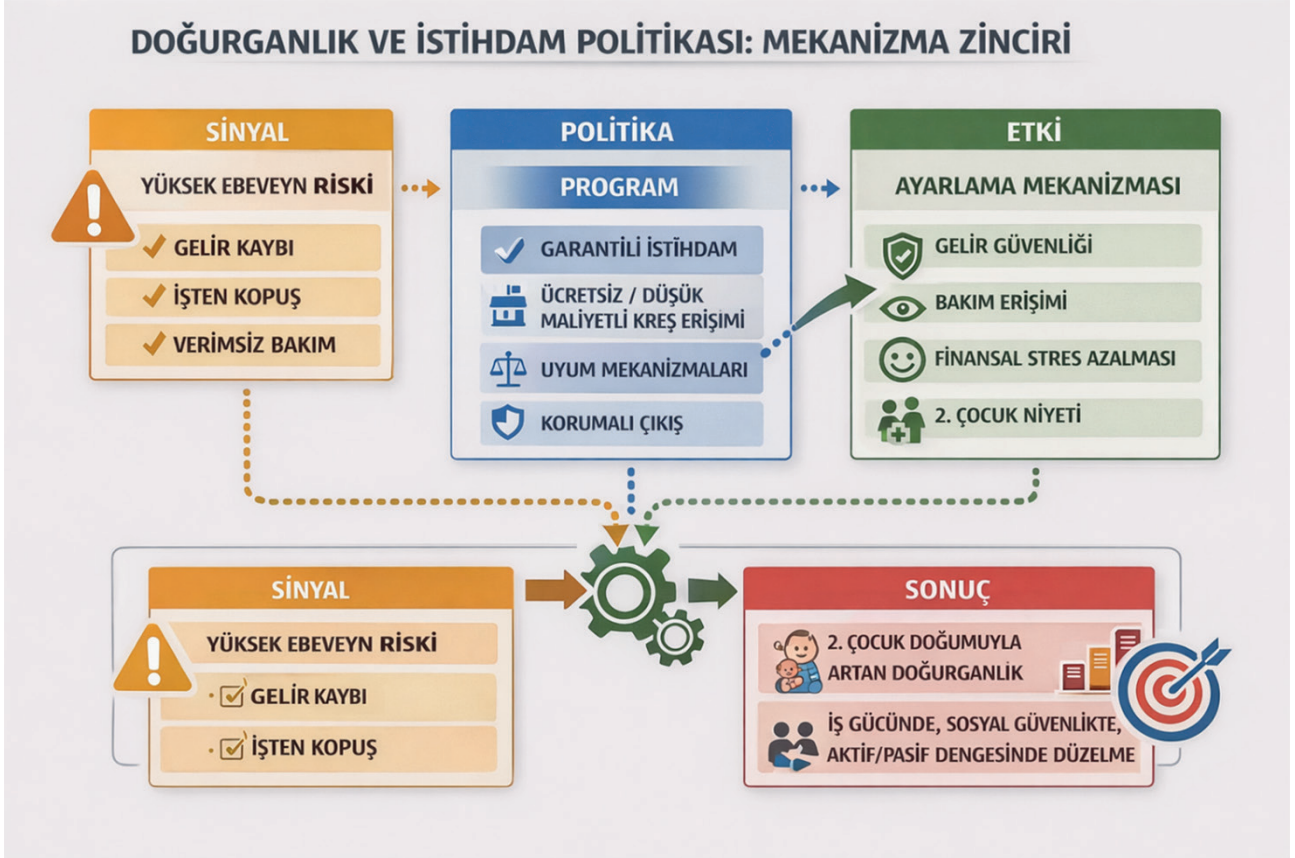 DOĞURGANLIK VE İSTİHDAM POLİTİKASI: MEKANİZMA ZİNCİRİ
SİNYAL
YÜKSEK EBEVEYN RİSKİ
GELİR KAYBI
İŞTEN KOPUŞ
VERİMSİZ BAKIM
POLİTİKA
PROGRAM
GARANTİLİ İSTİHDAM
ÜCRETSİZ / DÜŞÜK
MALİYETLİ KREŞ ERİŞİMİ
UYUM MEKANİZMALARI
KORUMALI ÇIKIŞ
ETKİ
AYARLAMA MEKANİZMASI
GELİR GÜVENLİĞİ
BAKIM ERİŞİMİ
FİNANSAL STRES AZALMASI
2. ÇOCUK NİYETİ
SİNYAL
YÜKSEK EBEVEYN RİSKİ
GELİR KAYBI
İŞTEN KOPUŞ
SONUÇ
2. ÇOCUK DOĞUMUYLA
ARTAN DOĞURGANLIK
İŞ GÜCÜNDE, SOSYAL GÜVENLİKTE,
AKTİF/PASİF DENGESİNDE DÜZELME